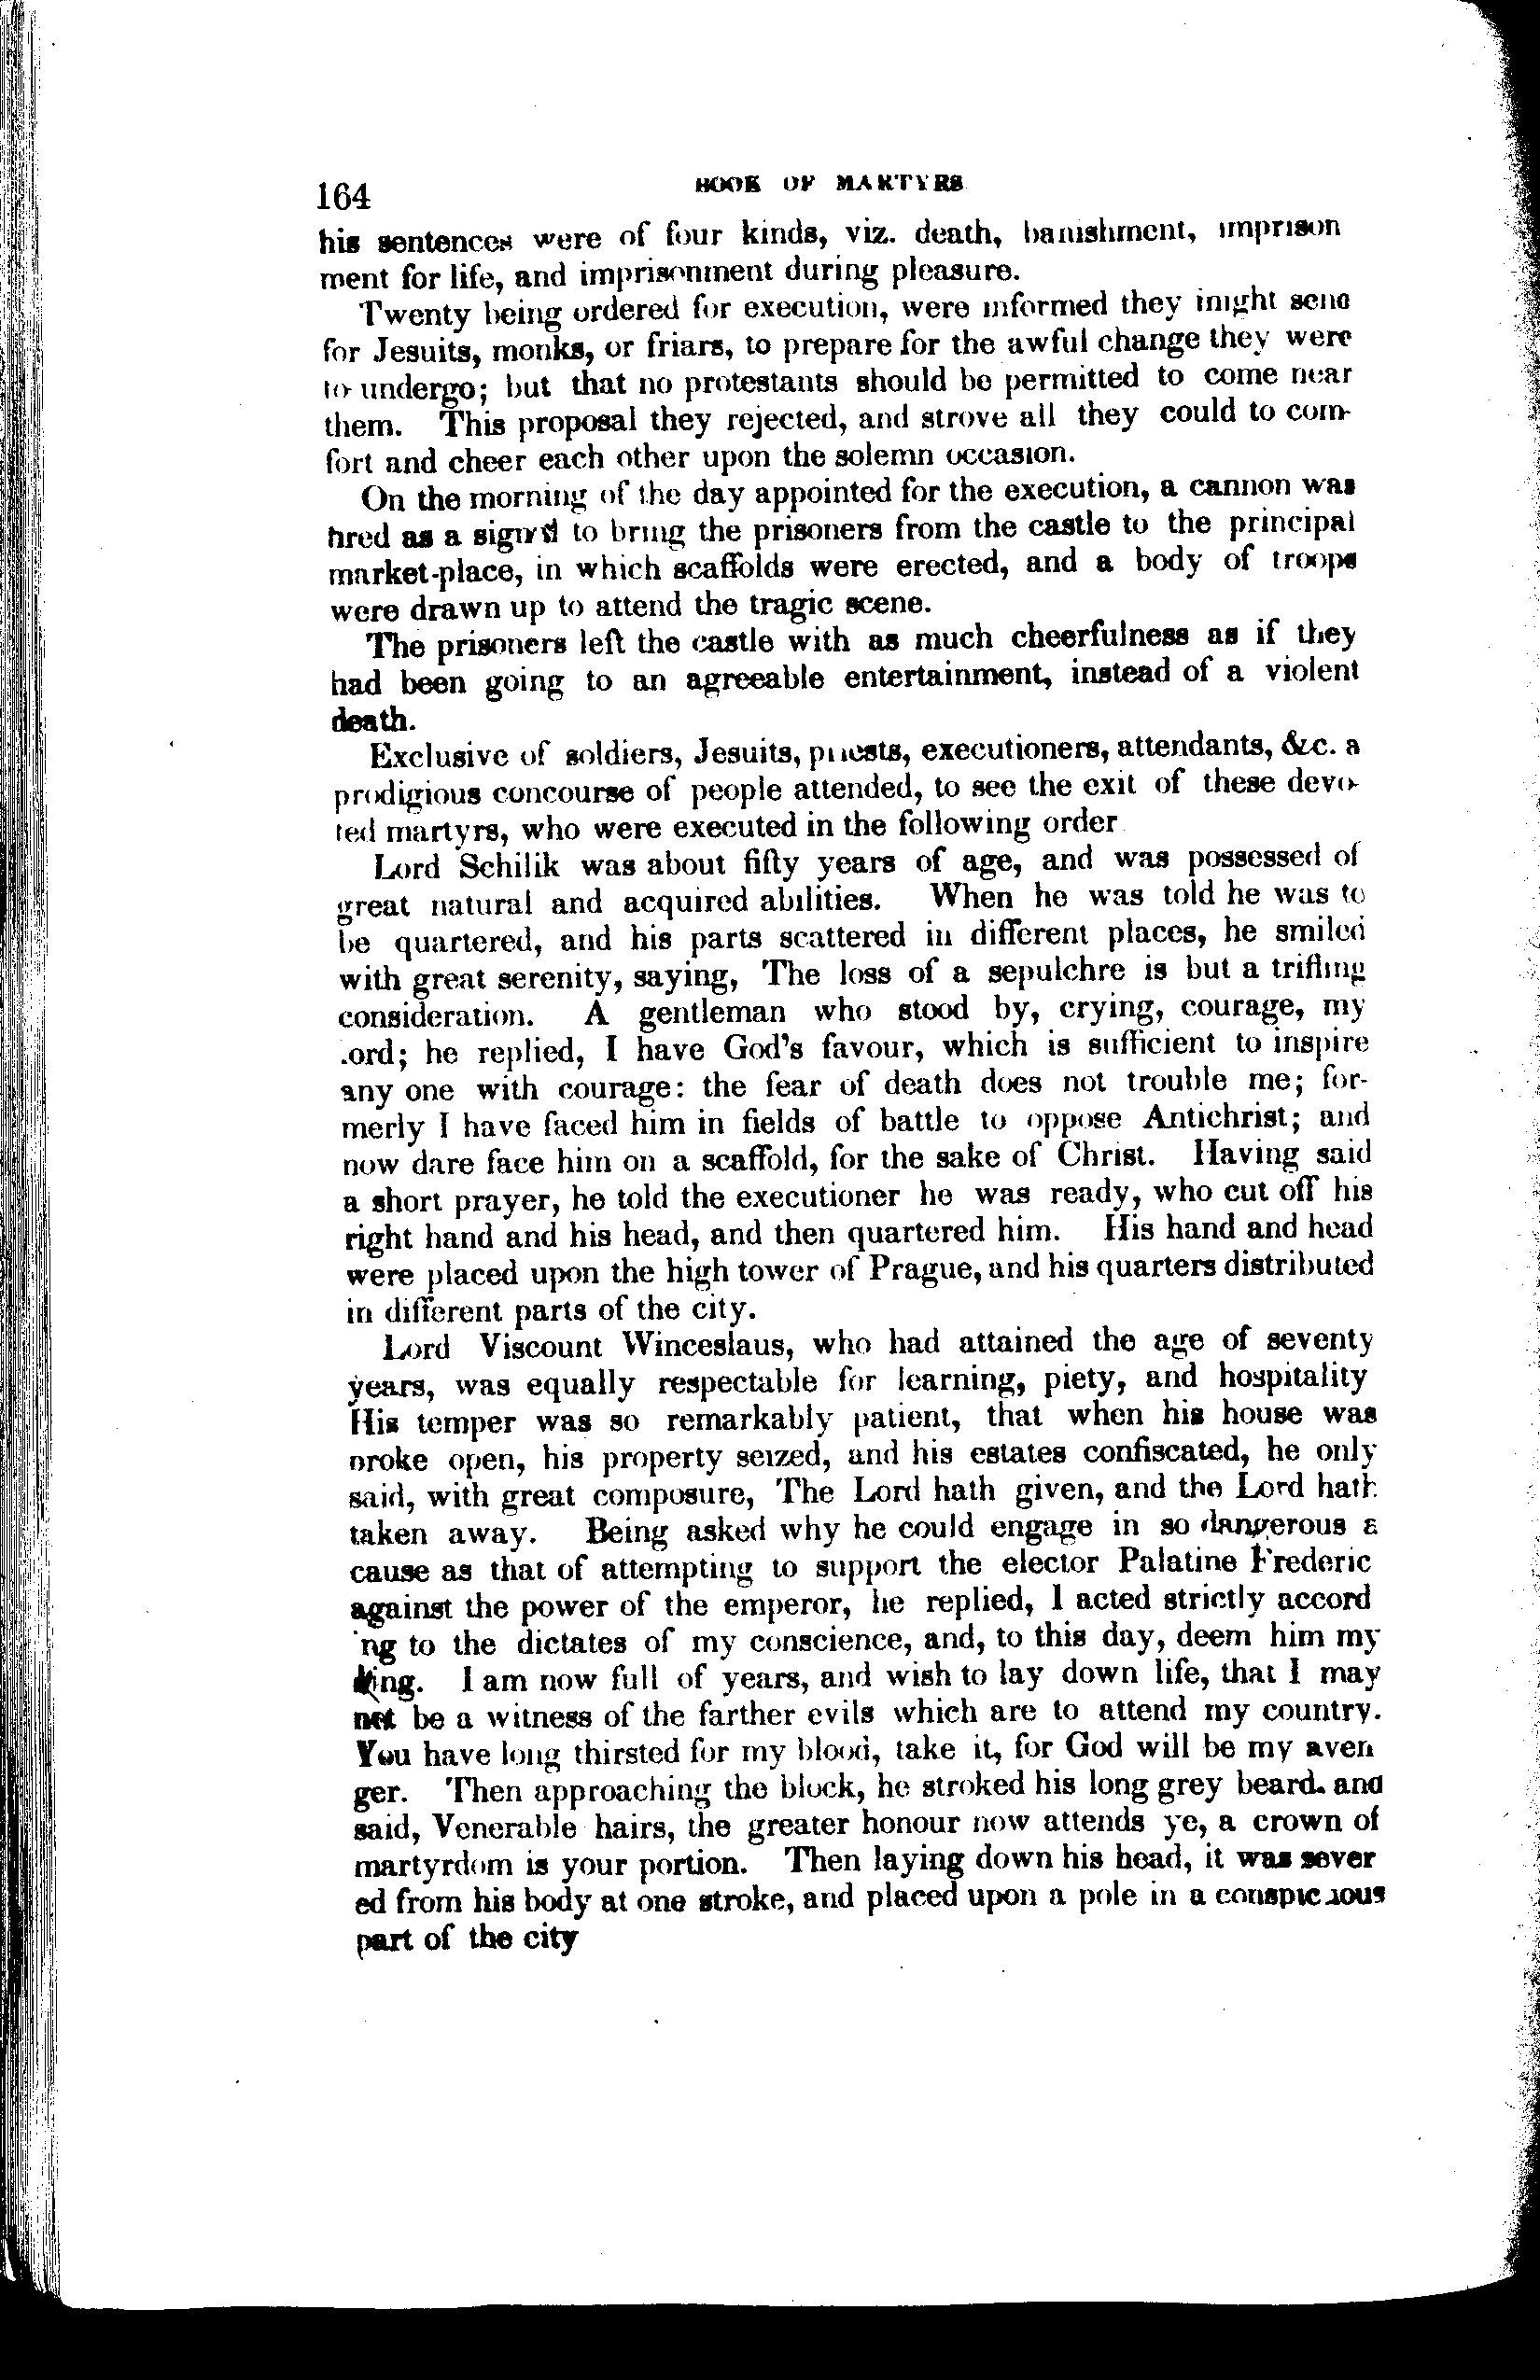 164 BOOK OF MARTYRS
his sentences were of four kinds, viz. death, banishment, imprison
ment for life, and imprisonment during pleasure.
Twenty being ordered for execution, were informed they might send
for Jesuits, monks, or friars, to prepare for the awful change they were
to undergo; but that no protestants should be permitted to come near
them. This proposal they rejected, and strove all they could to com-
fort and cheer each other upon the solemn occasion.
On the morning of the day appointed for the execution, a cannon was
fired as a signal to bring the prisoners from the castle to the principal
market-place, in which scaffolds were erected, and a body of troops
were drawn up to attend the tragic scene.
The prisoners left the castle with as much cheerfulness as if they
had been going to an agreeable entertainment, instead of a violent
death.
Exclusive of soldiers, Jesuits, priests, executioners, attendants, &c. a
prodigious concourse of people attended, to see the exit of these devo-
ted martyrs, who were executed in the following order
Lord Schilik was about fifty years of age, and was possessed of
great natural and acquired abilities. When he was told he was to
be quartered, and his parts scattered in different places, he smiled
with great serenity, saying, The loss of a sepulchre is but a trifling
consideration. A gentleman who stood by, crying, courage, my
lord; he replied, I have God's favour, which is sufficient to inspire
any one with courage: the fear of death does not trouble me; for-
merly I have faced him in fields of battle to oppose Antichrist; and
now dare face him on a scaffold, for the sake of Christ. Having said
a short prayer, he told the executioner he was ready, who cut off his
right hand and his head, and then quartered him. His hand and head
were placed upon the high tower of Prague, and his quarters distributed
in different parts of the city.
Lord Viscount Winceslaus, who had attained the age of seventy
years, was equally respectable for learning, piety, and hospitality
His temper was so remarkably patient, that when his house was
broke open, his property seized, and his estates confiscated, he only
said, with great composure, The Lord hath given, and the Lord hath
taken away. Being asked why he could engage in so dangerous a
cause as that of attempting to support the elector Palatine Frederic
against the power of the emperor, he replied, I acted strictly accord
ing to the dictates of my conscience, and, to this day, deem him my
king. I am now full of years, and wish to lay down life, that I may
not be a witness of the farther evils which are to attend my country.
You have long thirsted for my blood, take it, for God will be my aven
ger. Then approaching the block, he stroked his long grey beard. and
said, Venerable hairs, the greater honour now attends ye, a crown of
martyrdom is your portion. Then laying down his head, it was sever
ed from his body at one stroke, and placed upon a pole in a conspicuous
part of the city